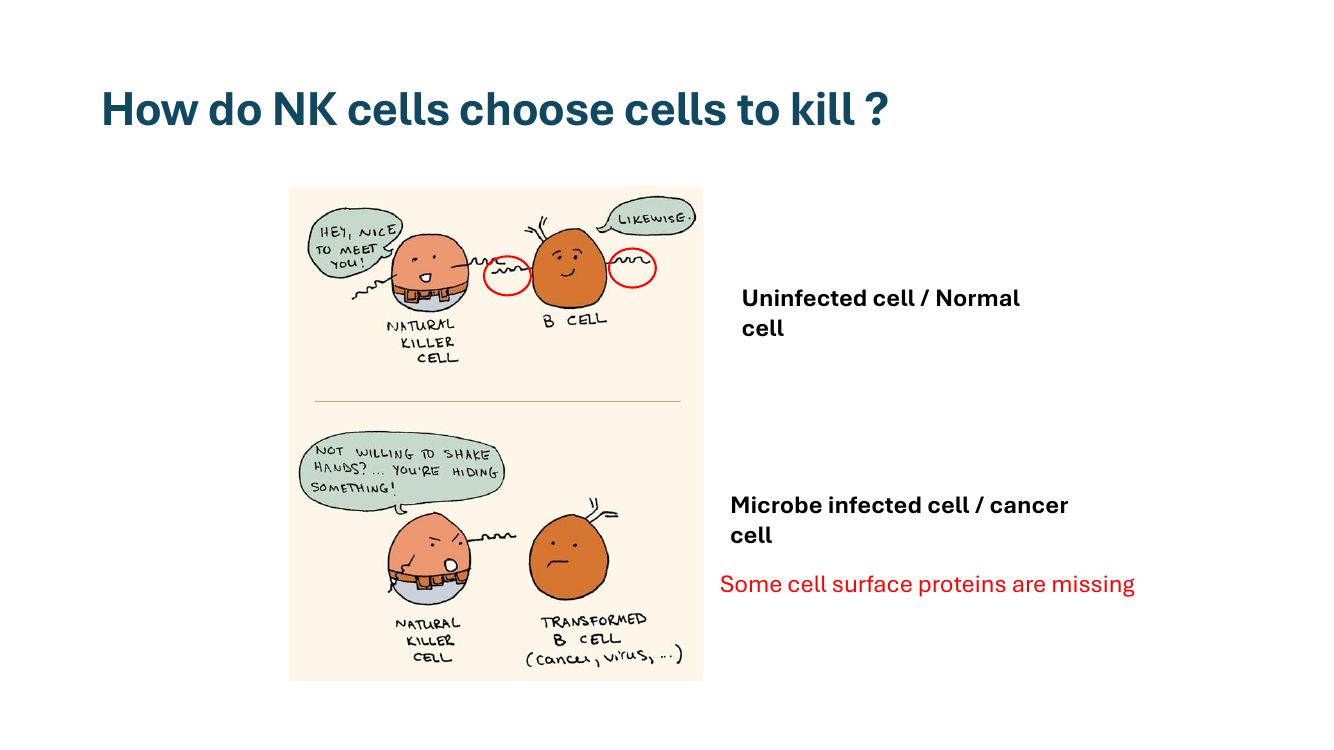 How do NK cells choose cells to kill ?
HEY, NICE
TO MEET
YOU!
LIKEWISE.
NATURAL
KILLER
CELL
B CELL
Uninfected cell / Normal
cell
NOT WILLING TO SHAKE
HANDS? ... YOU'RE HIDING
SOMETHING!
NATURAL
KILLER
CELL
TRANSFORMED
B CELL
(cancer, virus, ...)
Microbe infected cell / cancer
cell
Some cell surface proteins are missing